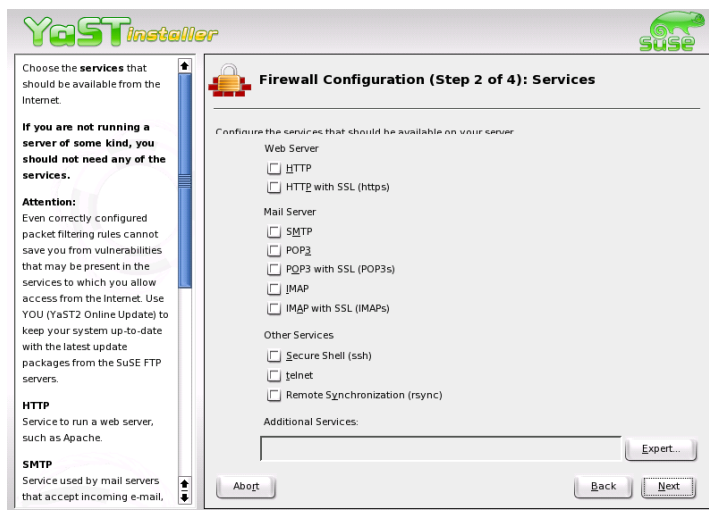 YaST installer
SuSE
Choose the services that
should be available from the
Internet.
If you are not running a
server of some kind, you
should not need any of the
services.
Attention:
Even correctly configured
packet filtering rules cannot
save you from vulnerabilities
that may be present in the
services to which you allow
access from the Internet. Use
YOU (YaST2 Online Update) to
keep your system up-to-date
with the latest update
packages from the SuSE FTP
servers.
HTTP
Service to run a web server,
such as Apache.
SMTP
Service used by mail servers
that accept incoming e-mail,
Firewall Configuration (Step 2 of 4): Services
Configure the services that should be available on your server
Web Server
HTTP
HTTP with SSL (https)
Mail Server
SMTP
POP3
POP3 with SSL (POP3s)
IMAP
IMAP with SSL (IMAPs)
Other Services
Secure Shell (ssh)
telnet
Remote Synchronization (rsync)
Additional Services:
Expert...
Abort
Back
Next